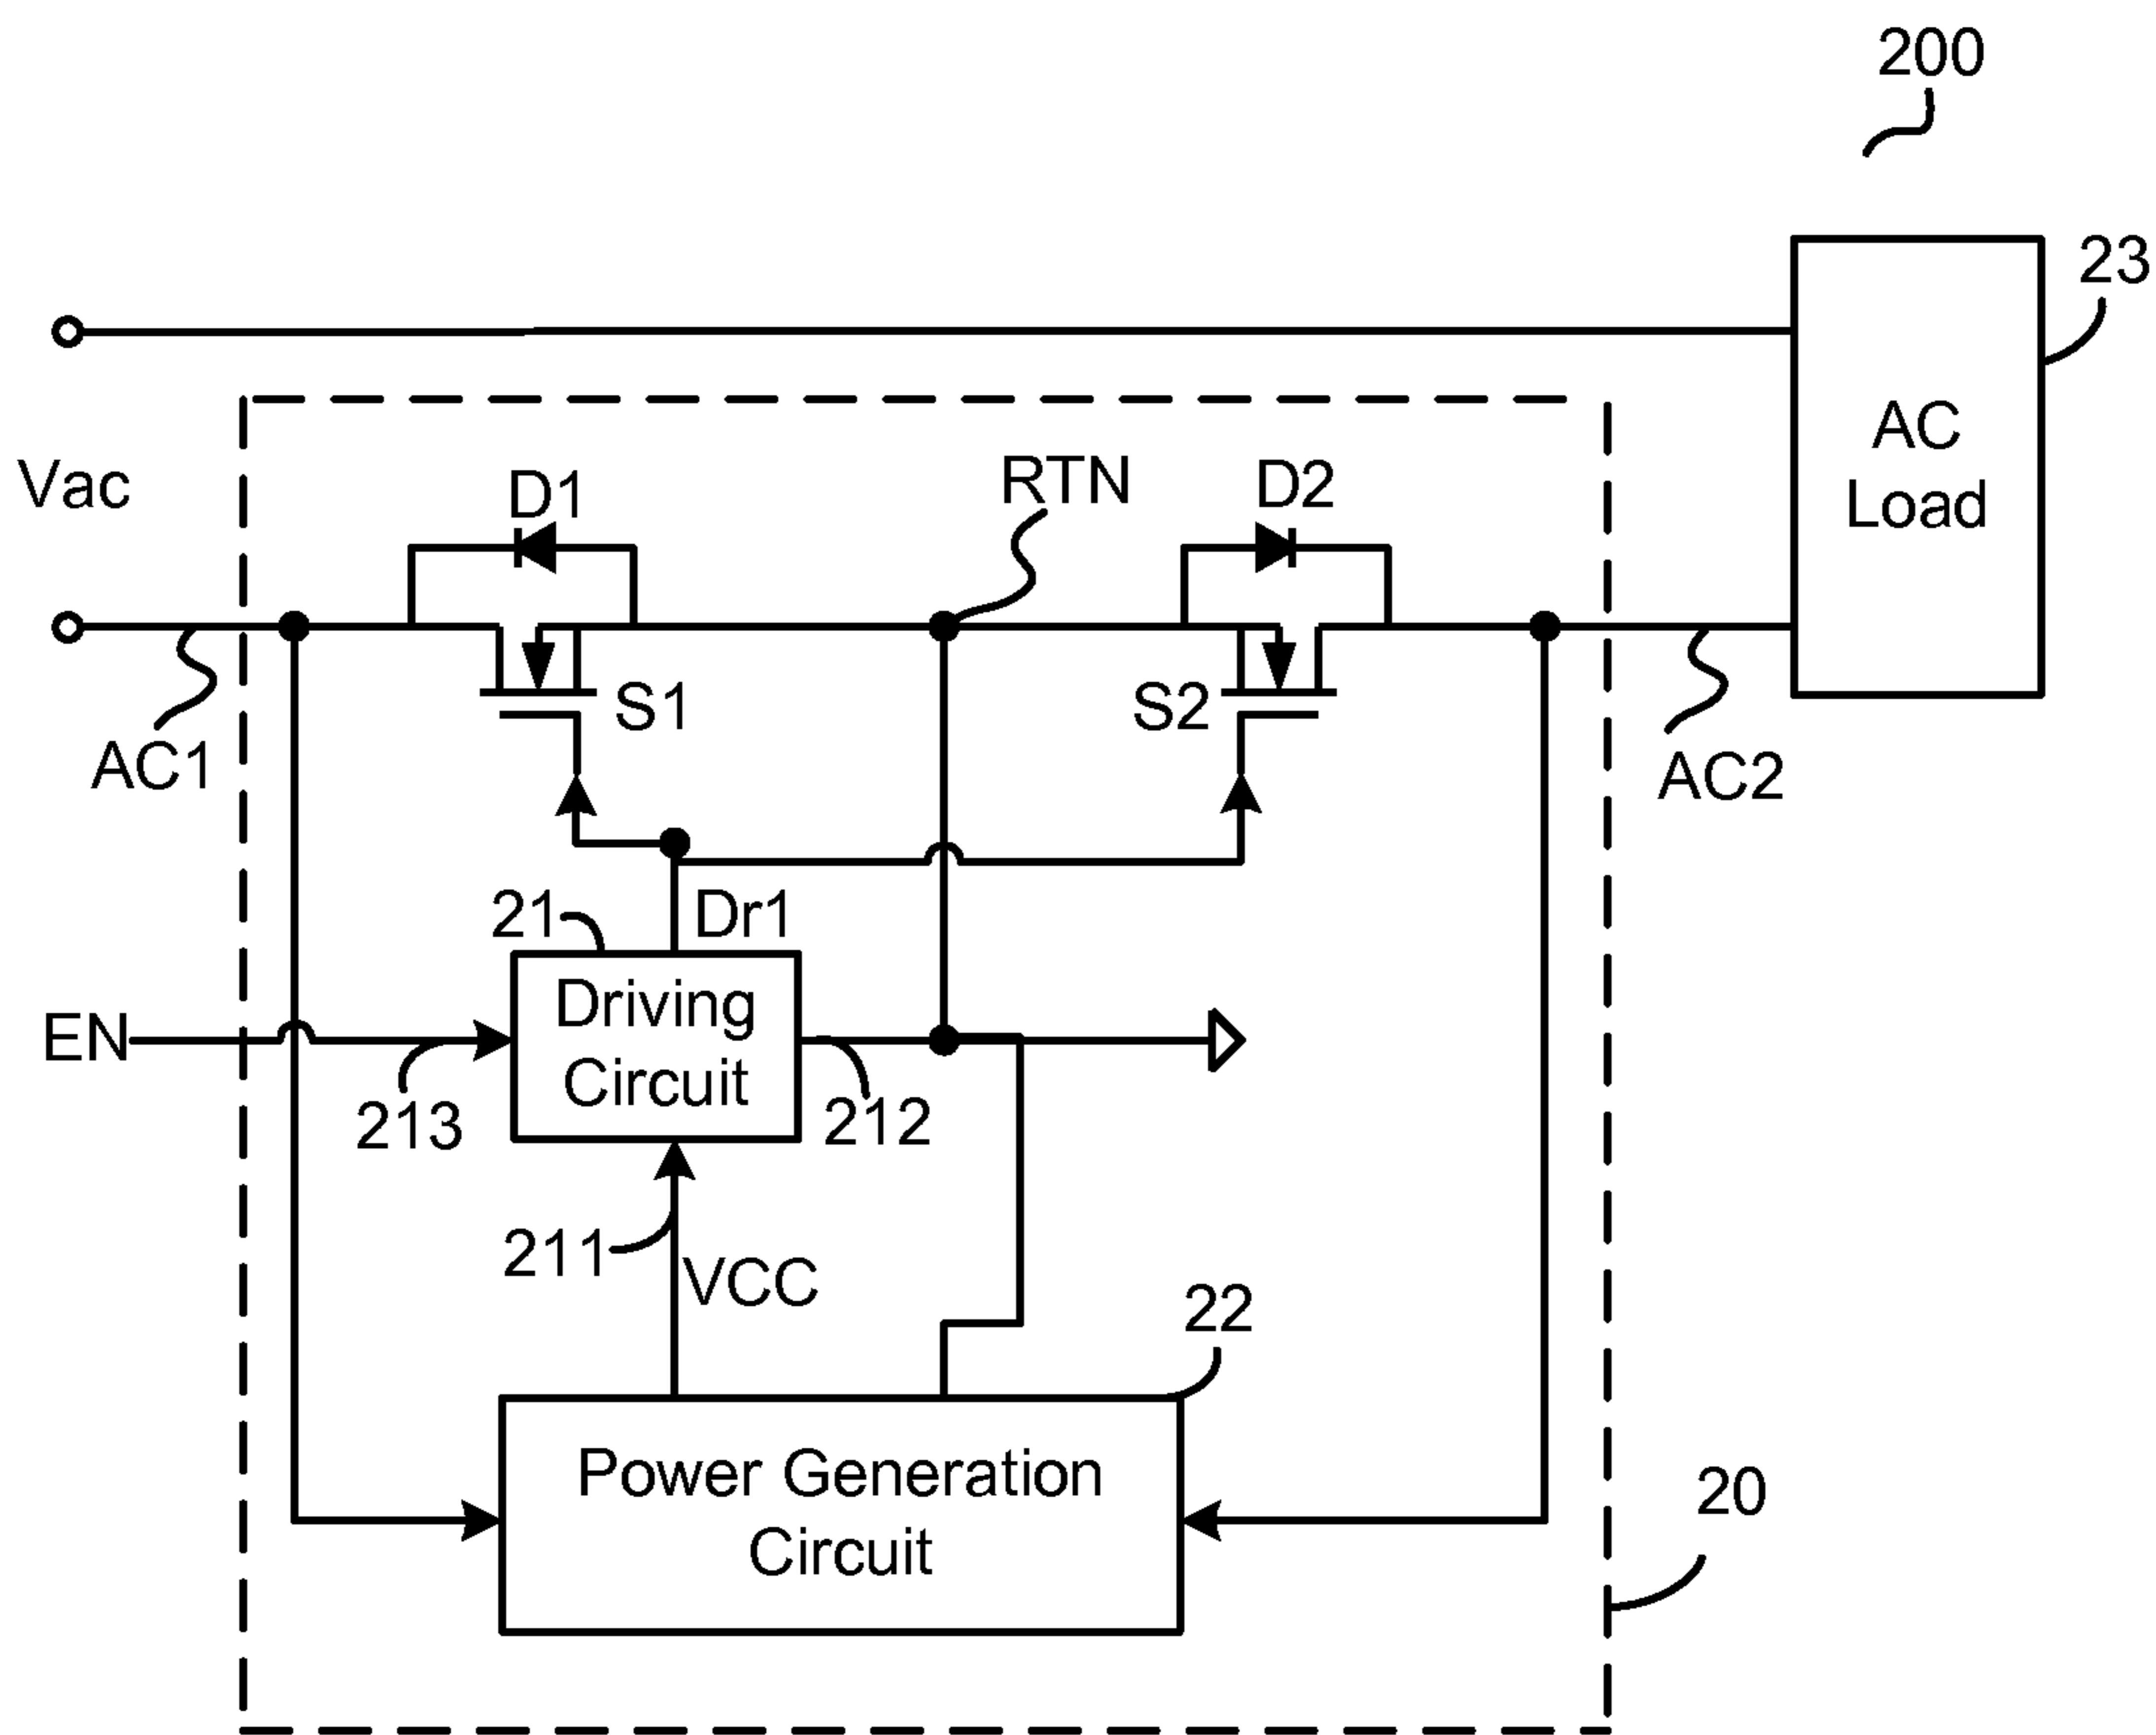 200
23
AC
Load
Vac
D1
RTN
D2
S1
S2
AC1
AC2
21
Dr1
Driving
Circuit
EN
213
212
211
VCC
22
Power Generation
Circuit
20